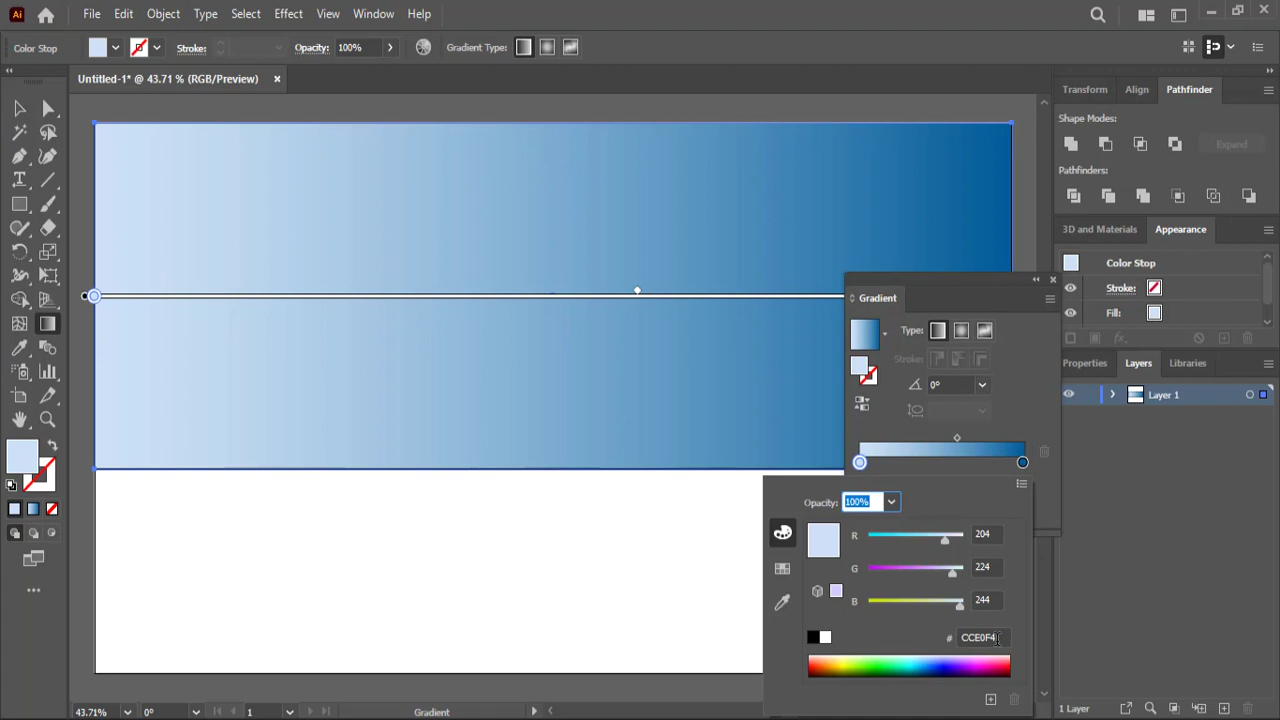 Ai File Edit Object Type Select Effect View Window Help
Color Stop Stroke: Opacity: 100% Gradient Type:
Untitled-1* @ 43.71 % (RGB/Preview)
Transform Align Pathfinder
Shape Modes:
Expand
Pathfinders:
3D and Materials Appearance
Color Stop
Stroke:
Fill:
Gradient
Type:
Stroke:
0°
Properties Layers Libraries
Layer 1
Opacity: 100%
R 204
G 224
B 244
# CCE0F4
43.71% 0° 1 Gradient
1 Layer